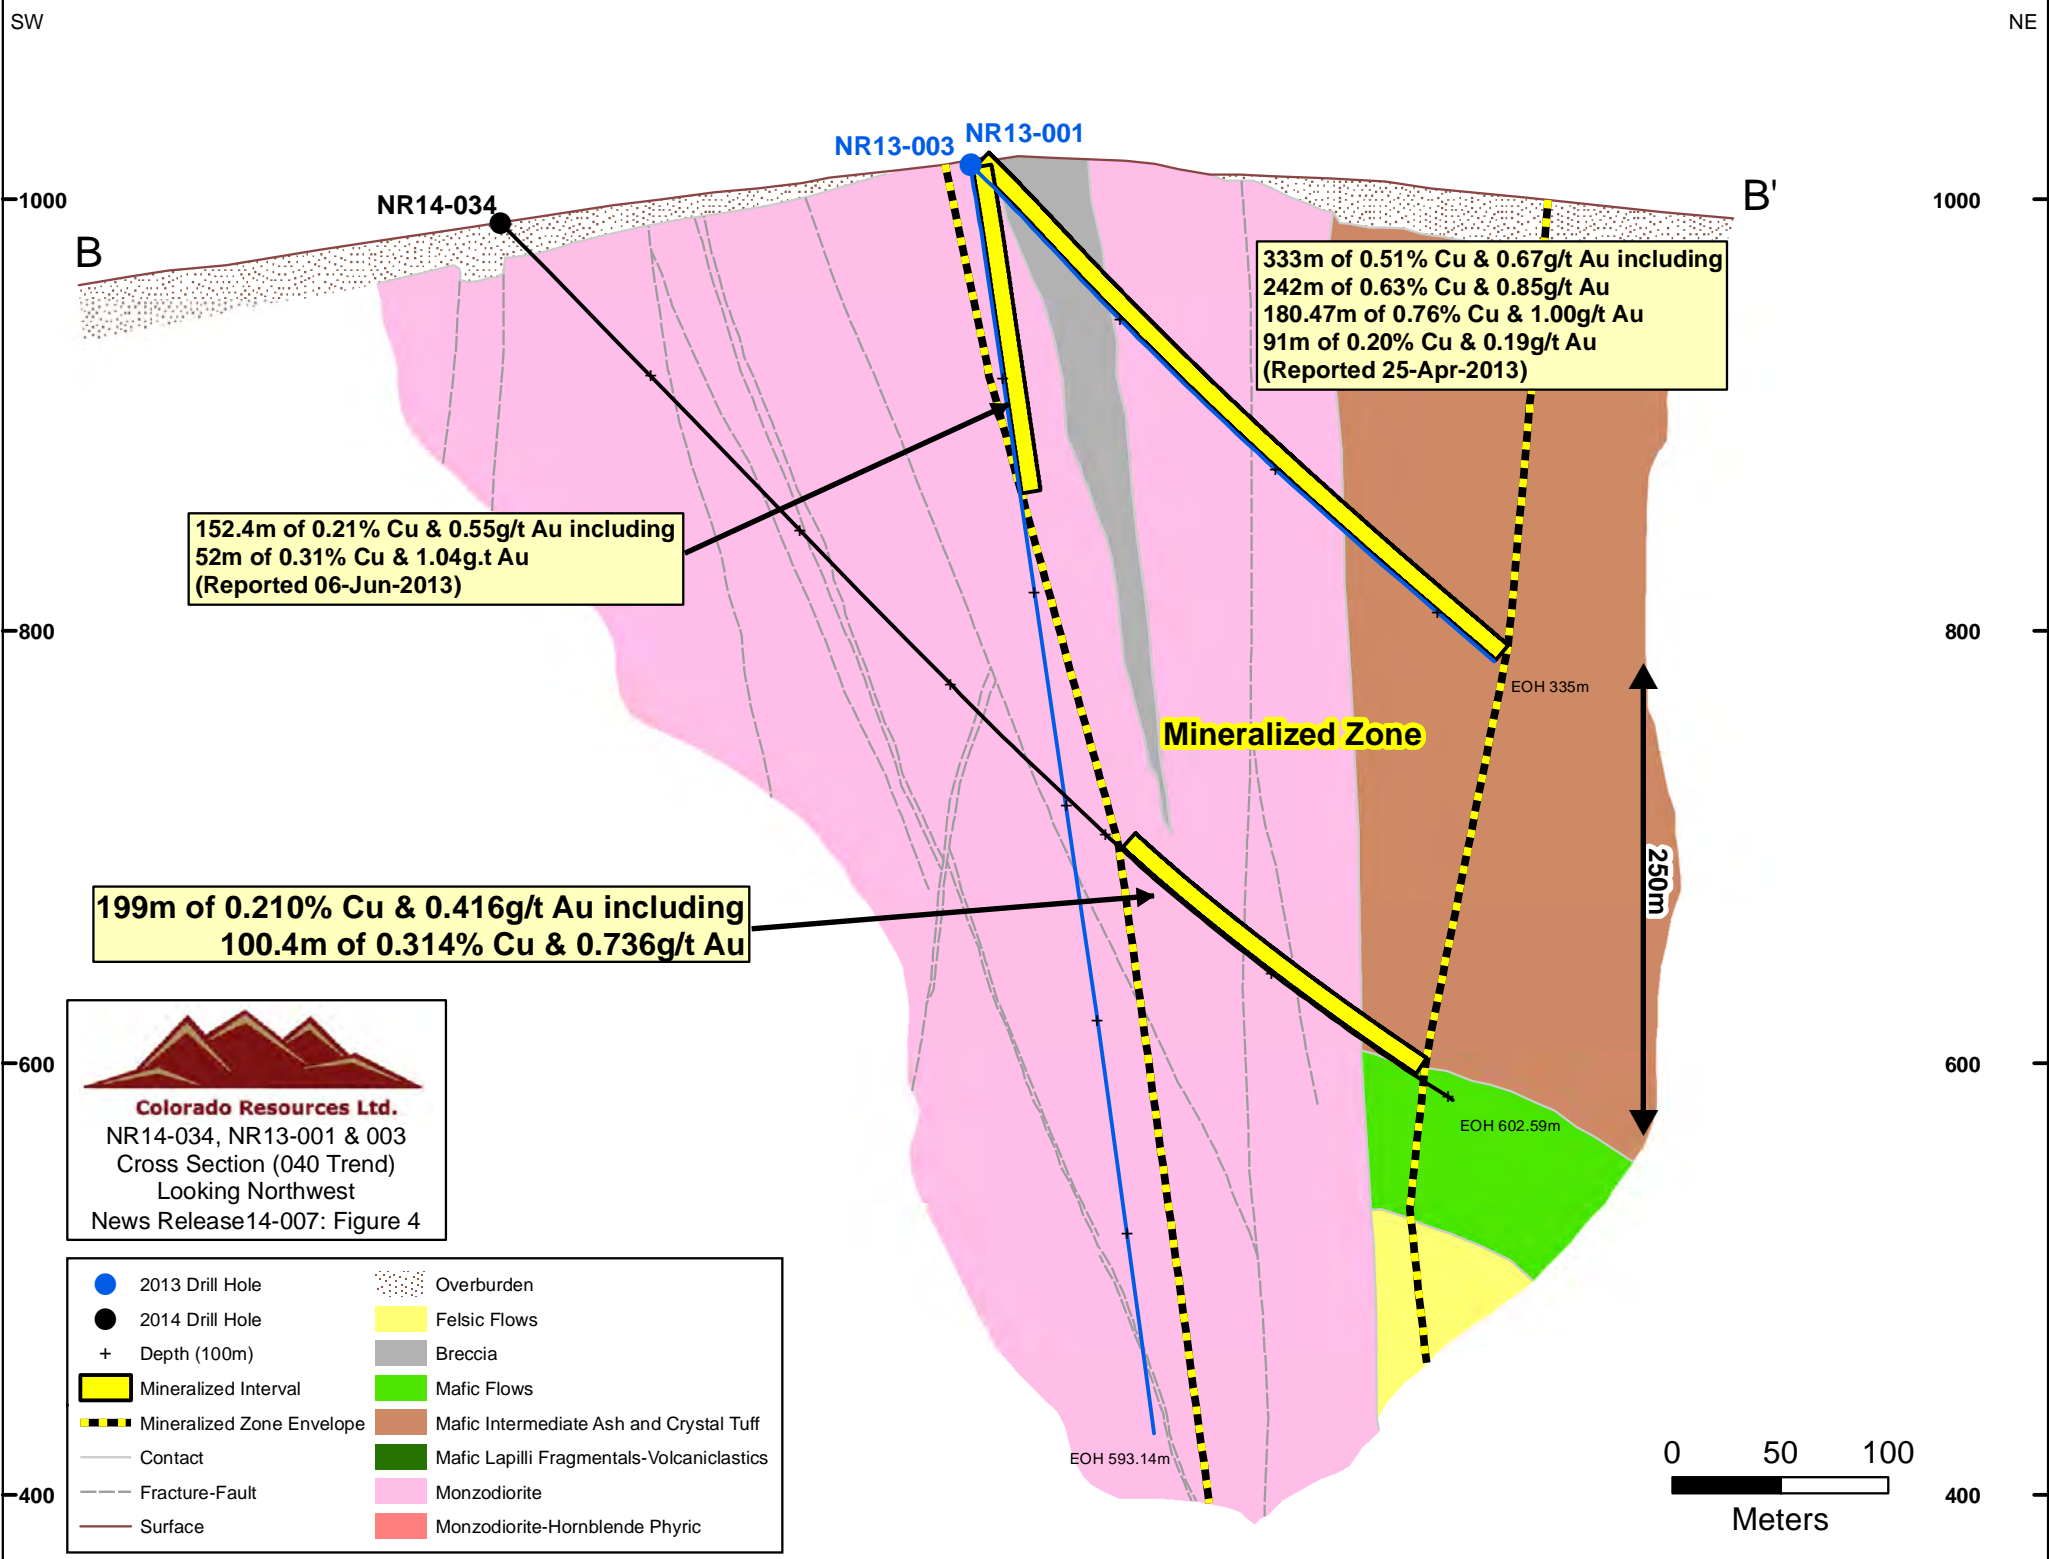 SW
NE
NR13-003
NR13-001
NR14-034
1000
B
B'
1000
333m of 0.51% Cu & 0.67g/t Au including
242m of 0.63% Cu & 0.85g/t Au
180.47m of 0.76% Cu & 1.00g/t Au
91m of 0.20% Cu & 0.19g/t Au
(Reported 25-Apr-2013)
152.4m of 0.21% Cu & 0.55g/t Au including
52m of 0.31% Cu & 1.04g.t Au
(Reported 06-Jun-2013)
800
800
EOH 335m
Mineralized Zone
250m
199m of 0.210% Cu & 0.416g/t Au including
100.4m of 0.314% Cu & 0.736g/t Au
600
600
EOH 602.59m
Colorado Resources Ltd.
NR14-034, NR13-001 & 003
Cross Section (040 Trend)
Looking Northwest
News Release14-007: Figure 4
2013 Drill Hole
2014 Drill Hole
Depth (100m)
Mineralized Interval
Mineralized Zone Envelope
Contact
Fracture-Fault
Surface
Overburden
Felsic Flows
Breccia
Mafic Flows
Mafic Intermediate Ash and Crystal Tuff
Mafic Lapilli Fragmentals-Volcaniclastics
Monzodiorite
Monzodiorite-Hornblende Phyric
EOH 593.14m
0 50 100
Meters
400
400